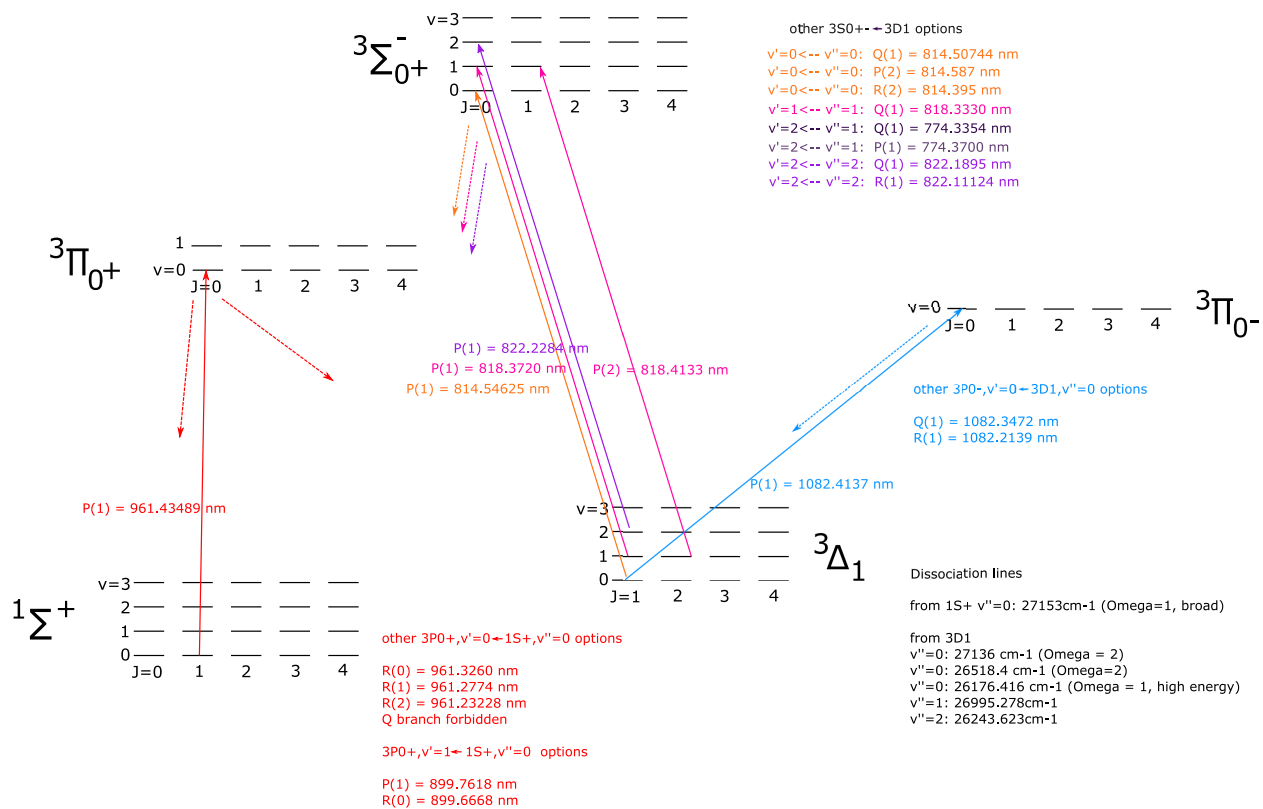 v=3
2
1
0
J=0 1 2 3 4
³Σ⁻₀₊
other 3S0+- ← 3D1 options
v'=0<-- v''=0: Q(1) = 814.50744 nm
v'=0<-- v''=0: P(2) = 814.587 nm
v'=0<-- v''=0: R(2) = 814.395 nm
v'=1<-- v''=1: Q(1) = 818.3330 nm
v'=2<-- v''=1: Q(1) = 774.3354 nm
v'=2<-- v''=1: P(1) = 774.3700 nm
v'=2<-- v''=2: Q(1) = 822.1895 nm
v'=2<-- v''=2: R(1) = 822.11124 nm
³Π₀₊
1
v=0
J=0 1 2 3 4
v=0
J=0 1 2 3 4
³Π₀₋
P(1) = 822.2284 nm
P(1) = 818.3720 nm
P(2) = 818.4133 nm
P(1) = 814.54625 nm
other 3P0-,v'=0←3D1,v''=0 options
Q(1) = 1082.3472 nm
R(1) = 1082.2139 nm
P(1) = 1082.4137 nm
P(1) = 961.43489 nm
v=3
2
1
0
J=1 2 3 4
³Δ₁
¹Σ⁺
v=3
2
1
0
J=0 1 2 3 4
other 3P0+,v'=0←1S+,v''=0 options
R(0) = 961.3260 nm
R(1) = 961.2774 nm
R(2) = 961.23228 nm
Q branch forbidden
3P0+,v'=1←1S+,v''=0 options
P(1) = 899.7618 nm
R(0) = 899.6668 nm
Dissociation lines
from 1S+ v''=0: 27153cm-1 (Omega=1, broad)
from 3D1
v''=0: 27136 cm-1 (Omega = 2)
v''=0: 26518.4 cm-1 (Omega=2)
v''=0: 26176.416 cm-1 (Omega = 1, high energy)
v''=1: 26995.278cm-1
v''=2: 26243.623cm-1